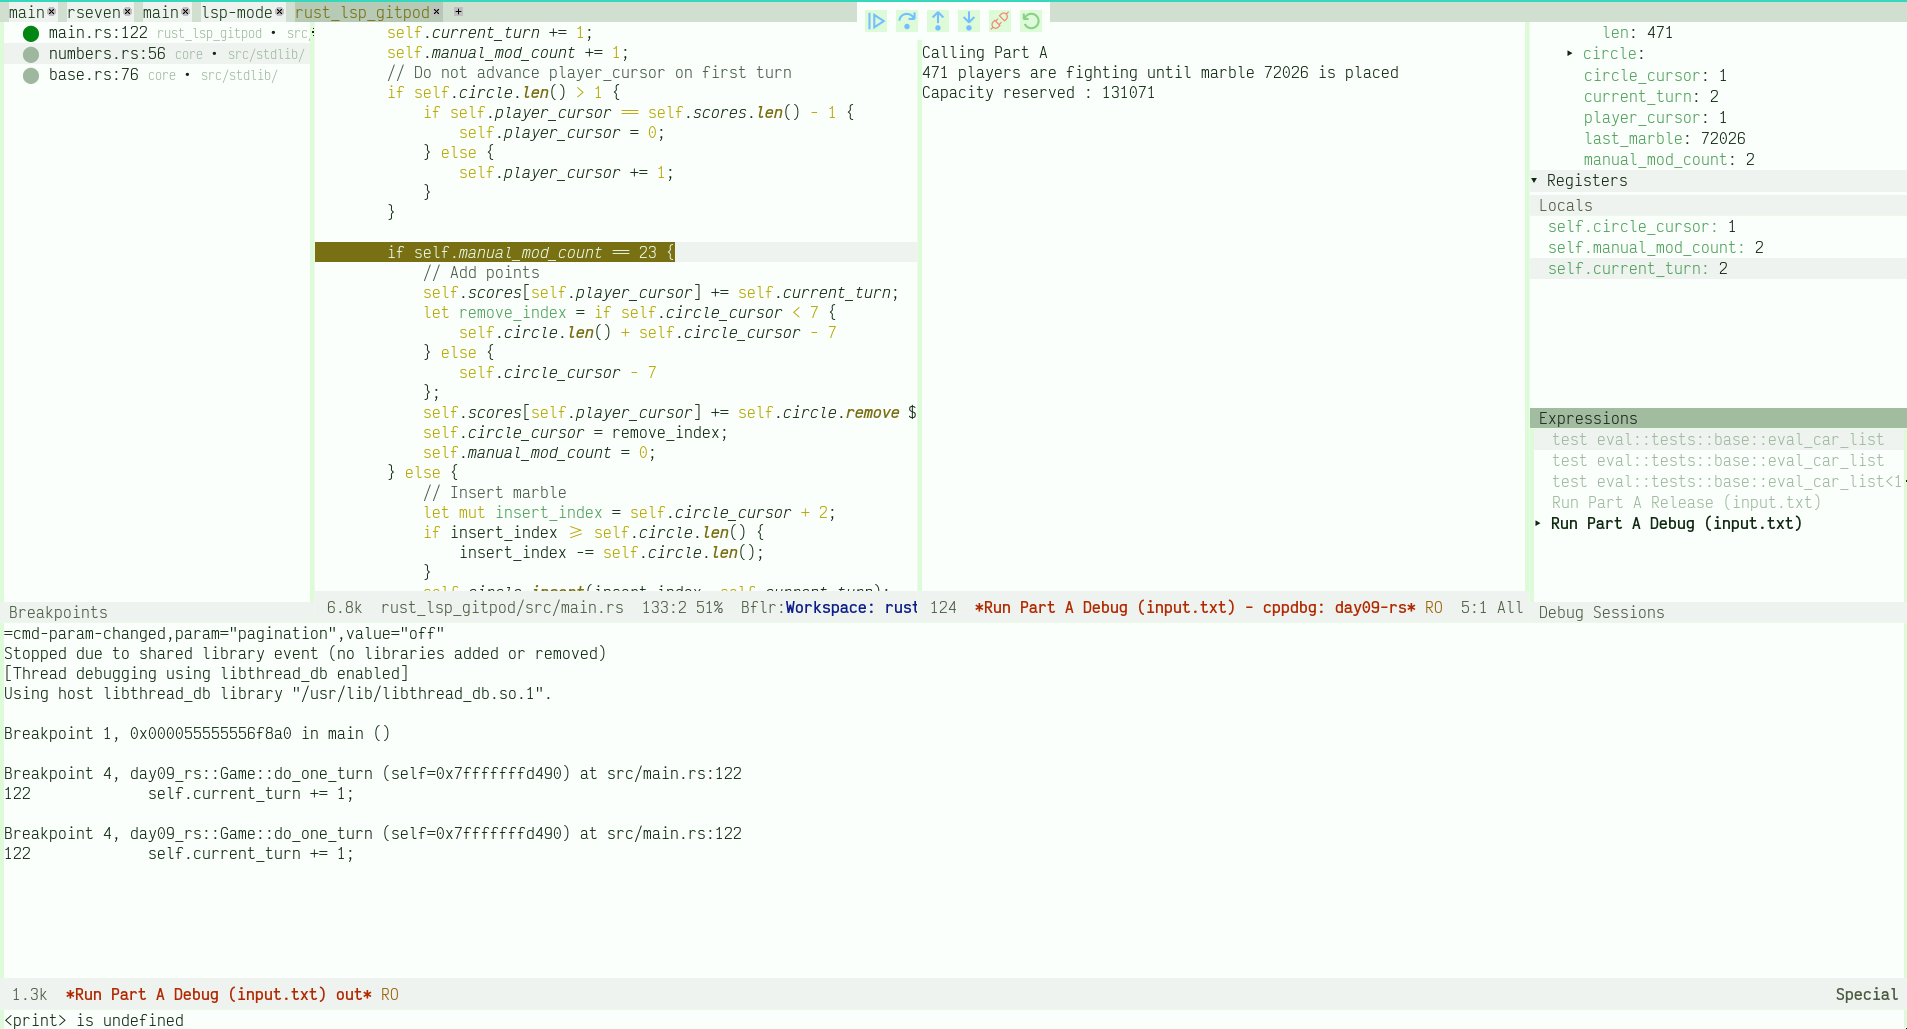 main rseven main lsp-mode rust_lsp_gitpod +
main.rs:122 rust_lsp_gitpod • src/
numbers.rs:56 core • src/stdlib/
base.rs:76 core • src/stdlib/
Breakpoints
self.current_turn += 1;
self.manual_mod_count += 1;
// Do not advance player_cursor on first turn
if self.circle.len() > 1 {
if self.player_cursor == self.scores.len() - 1 {
self.player_cursor = 0;
} else {
self.player_cursor += 1;
}
}
if self.manual_mod_count == 23 {
// Add points
self.scores[self.player_cursor] += self.current_turn;
let remove_index = if self.circle_cursor < 7 {
self.circle.len() + self.circle_cursor - 7
} else {
self.circle_cursor - 7
};
self.scores[self.player_cursor] += self.circle.remove $
self.circle_cursor = remove_index;
self.manual_mod_count = 0;
} else {
// Insert marble
let mut insert_index = self.circle_cursor + 2;
if insert_index >= self.circle.len() {
insert_index -= self.circle.len();
}
self.circle.insert(insert_index, self.current_turn);
6.8k rust_lsp_gitpod/src/main.rs 133:2 51% Bflr:Workspace: rust
Calling Part A
471 players are fighting until marble 72026 is placed
Capacity reserved : 131071
124 *Run Part A Debug (input.txt) - cppdbg: day09-rs* RO 5:1 All
len: 471
circle:
circle_cursor: 1
current_turn: 2
player_cursor: 1
last_marble: 72026
manual_mod_count: 2
Registers
Locals
self.circle_cursor: 1
self.manual_mod_count: 2
self.current_turn: 2
Expressions
test eval::tests::base::eval_car_list
test eval::tests::base::eval_car_list
test eval::tests::base::eval_car_list<1
Run Part A Release (input.txt)
Run Part A Debug (input.txt)
Debug Sessions
=cmd-param-changed,param="pagination",value="off"
Stopped due to shared library event (no libraries added or removed)
[Thread debugging using libthread_db enabled]
Using host libthread_db library "/usr/lib/libthread_db.so.1".
Breakpoint 1, 0x000055555556f8a0 in main ()
Breakpoint 4, day09_rs::Game::do_one_turn (self=0x7fffffffd490) at src/main.rs:122
122 self.current_turn += 1;
Breakpoint 4, day09_rs::Game::do_one_turn (self=0x7fffffffd490) at src/main.rs:122
122 self.current_turn += 1;
1.3k *Run Part A Debug (input.txt) out* RO Special
<print> is undefined